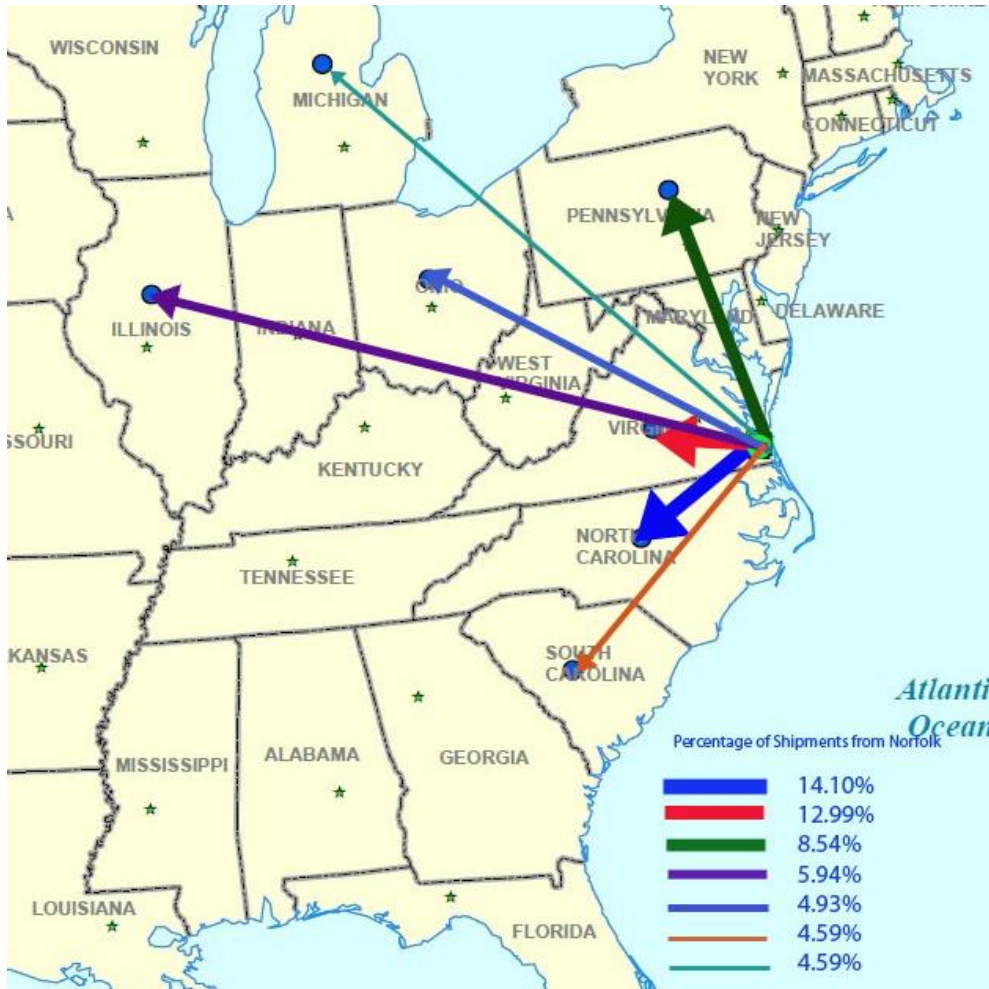 WISCONSIN
NEW
YORK
MASSACHUSETTS
MICHIGAN
CONNECTICUT
PENNSYLVANIA
NEW
JERSEY
OHIO
MARYLAND
DELAWARE
ILLINOIS
INDIANA
WEST
VIRGINIA
VIRGINIA
SSOURI
KENTUCKY
NORTH
CAROLINA
TENNESSEE
KANSAS
SOUTH
CAROLINA
Atlanti
Ocean
Percentage of Shipments from Norfolk
MISSISSIPPI
ALABAMA
GEORGIA
14.10%
12.99%
8.54%
5.94%
4.93%
4.59%
4.59%
LOUISIANA
FLORIDA